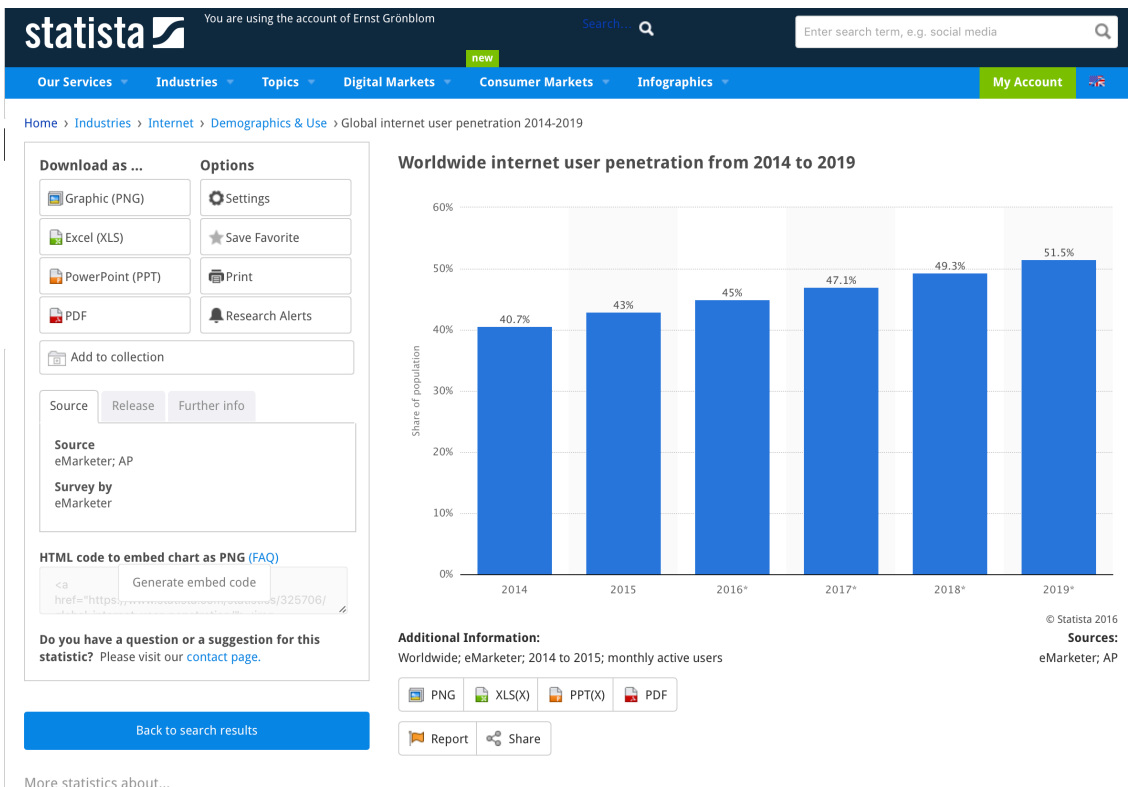 statista
You are using the account of Ernst Grönblom
Search...
Enter search term, e.g. social media
new
Our Services Industries Topics Digital Markets Consumer Markets Infographics My Account
Home › Industries › Internet › Demographics & Use › Global internet user penetration 2014-2019
Download as ... Options
Graphic (PNG) Settings
Excel (XLS) Save Favorite
PowerPoint (PPT) Print
PDF Research Alerts
Add to collection
Source Release Further info
Source
eMarketer; AP
Survey by
eMarketer
HTML code to embed chart as PNG (FAQ)
<a
Generate embed code
Do you have a question or a suggestion for this
statistic? Please visit our contact page.
Back to search results
More statistics about...
Worldwide internet user penetration from 2014 to 2019
Share of population
60%
50%
40%
30%
20%
10%
0%
40.7% 43% 45% 47.1% 49.3% 51.5%
2014 2015 2016* 2017* 2018* 2019*
© Statista 2016
Additional Information: Sources:
Worldwide; eMarketer; 2014 to 2015; monthly active users eMarketer; AP
PNG XLS(X) PPT(X) PDF
Report Share